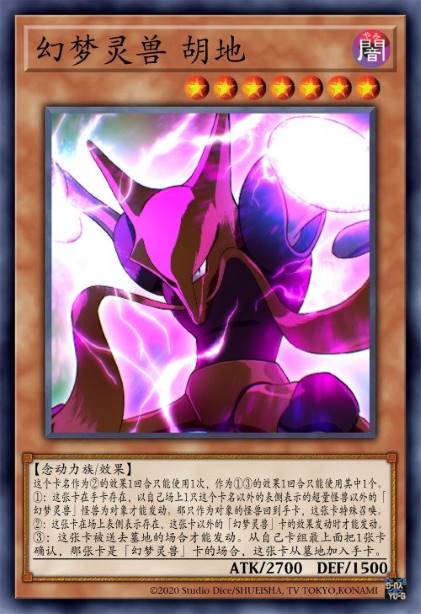 幻梦灵兽 胡地
やみ
闇
【念动力族/效果】
这个卡名作为②的效果1回合只能使用1次，作为①③的效果1回合只能使用其中1个。
①：这张卡在手卡存在，以自己场上1只这个卡名以外的表侧表示的超量怪兽以外的「
幻梦灵兽」怪兽为对象才能发动。那只作为对象的怪兽回到手卡，这张卡特殊召唤。
②：这张卡在场上表侧表示存在，这张卡以外的「幻梦灵兽」卡的效果发动时才能发动。
③：这张卡被送去墓地的场合才能发动。从自己卡组最上面把1张卡
确认，那张卡是「幻梦灵兽」卡的场合，这张卡从墓地加入手卡。
ATK/2700 DEF/1500
©2020 Studio Dice/SHUEISHA, TV TOKYO,KONAMI